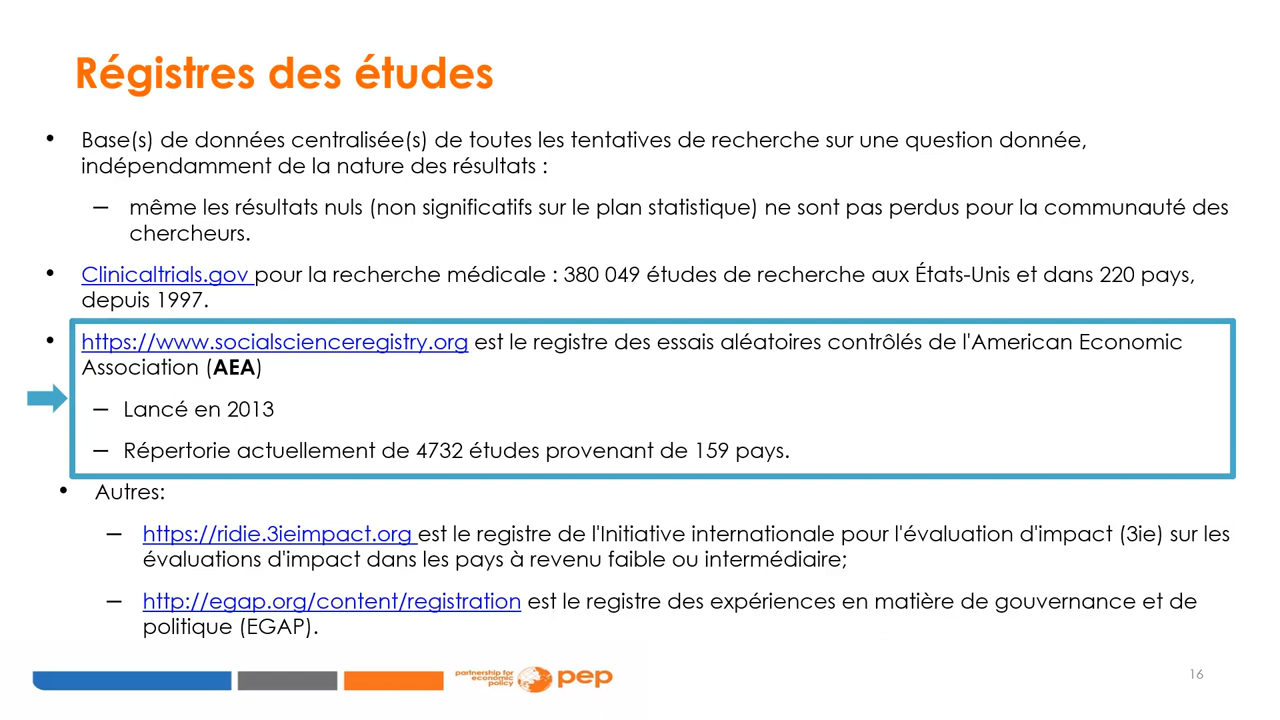 Régistres des études
• Base(s) de données centralisée(s) de toutes les tentatives de recherche sur une question donnée,
indépendamment de la nature des résultats :
– même les résultats nuls (non significatifs sur le plan statistique) ne sont pas perdus pour la communauté des
chercheurs.
• Clinicaltrials.gov pour la recherche médicale : 380 049 études de recherche aux États-Unis et dans 220 pays,
depuis 1997.
• https://www.socialscienceregistry.org est le registre des essais aléatoires contrôlés de l'American Economic
Association (AEA)
– Lancé en 2013
– Répertorie actuellement de 4732 études provenant de 159 pays.
• Autres:
– https://ridie.3ieimpact.org est le registre de l'Initiative internationale pour l'évaluation d'impact (3ie) sur les
évaluations d'impact dans les pays à revenu faible ou intermédiaire;
– http://egap.org/content/registration est le registre des expériences en matière de gouvernance et de
politique (EGAP).
partnership for
economic
policy
pep
16